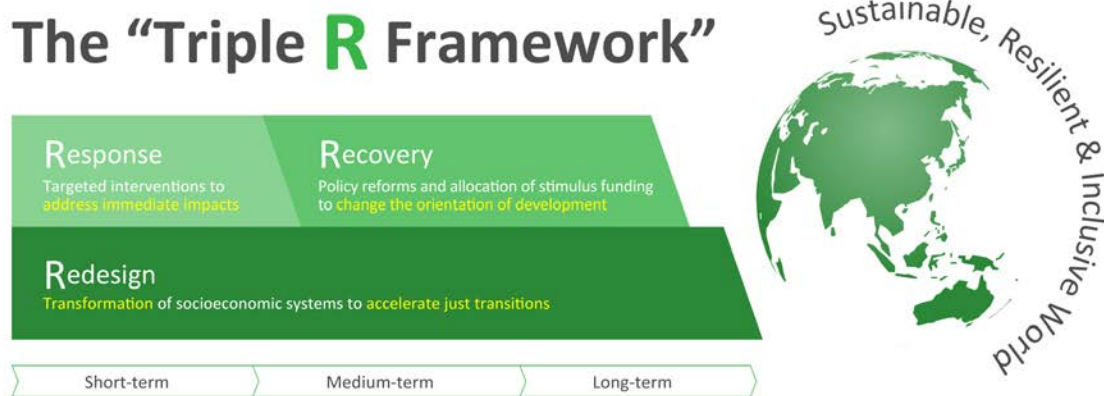 The “Triple R Framework”
Sustainable, Resilient & Inclusive World
Response
Targeted interventions to
address immediate impacts
Recovery
Policy reforms and allocation of stimulus funding
to change the orientation of development
Redesign
Transformation of socioeconomic systems to accelerate just transitions
Short-term
Medium-term
Long-term